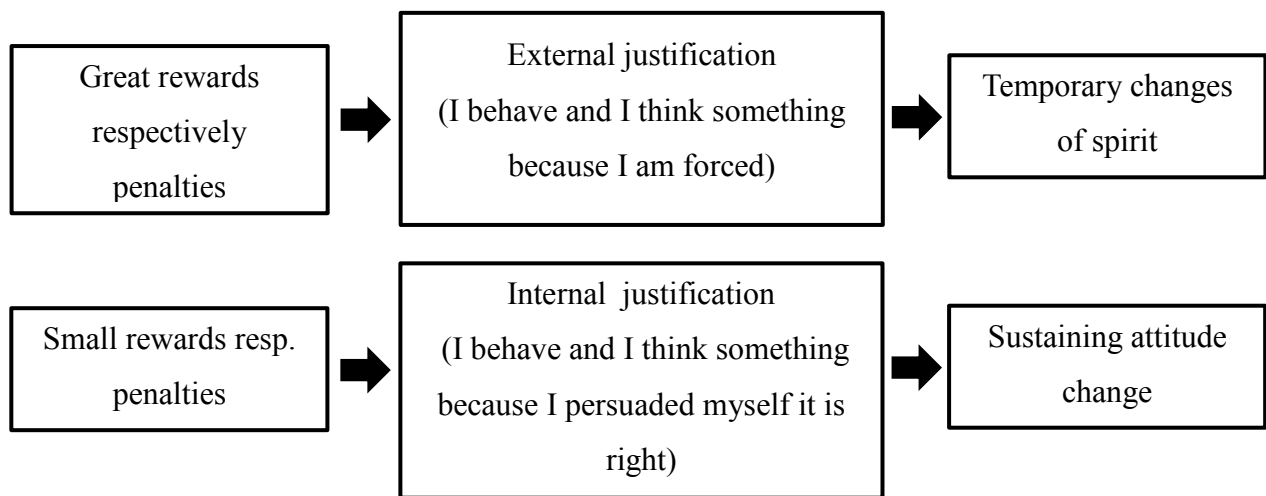 Great rewards
respectively
penalties
External justification
(I behave and I think something
because I am forced)
Temporary changes
of spirit
Small rewards resp.
penalties
Internal justification
(I behave and I think something
because I persuaded myself it is
right)
Sustaining attitude
change